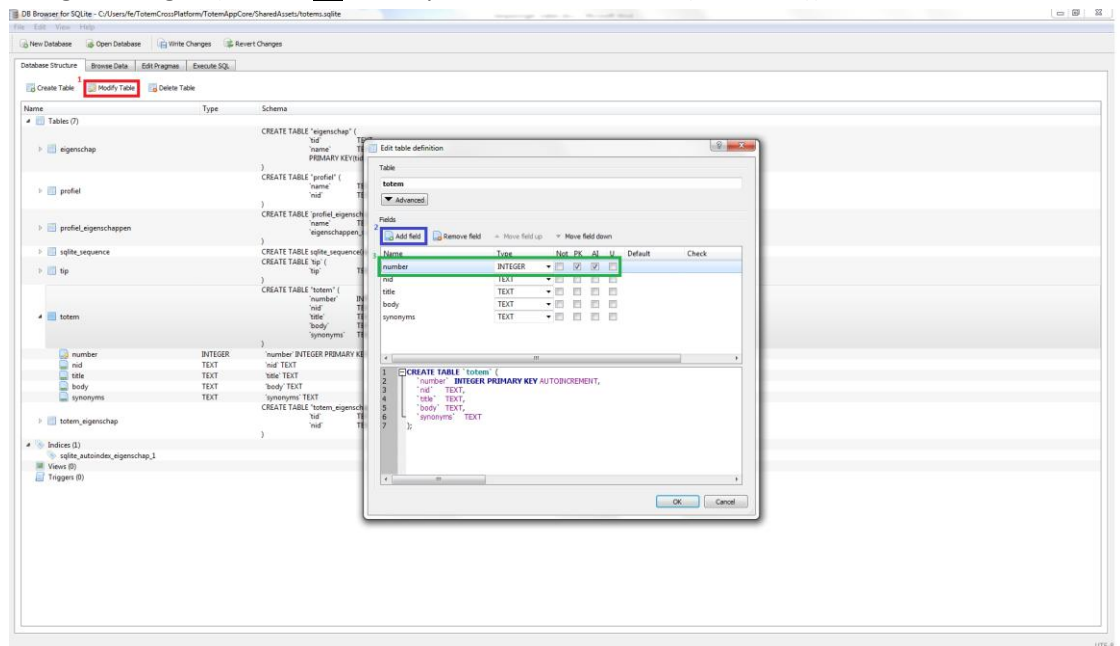 DB Browser for SQLite - C:/Users/fe/TotemCrossPlatform/TotemAppCore/SharedAssets/totems.sqlite
File Edit View Help
New Database Open Database Write Changes Revert Changes
Database Structure Browse Data Edit Pragmas Execute SQL
1
Create Table Modify Table Delete Table
Name Type Schema
Tables (7)
eigenschap
CREATE TABLE "eigenschap" (
'tid' TEXT
'name'
PRIMARY KEY(tid
)
profiel
CREATE TABLE "profiel" (
'name'
'nid'
)
profiel_eigenschappen
CREATE TABLE 'profiel_eigensch
'name'
'eigenschappen_
)
sqlite_sequence CREATE TABLE sqlite_sequence(
tip
CREATE TABLE 'tip' (
'tip'
)
totem
CREATE TABLE "totem" (
'number'
'nid'
'title'
'body'
'synonyms'
)
number INTEGER 'number' INTEGER PRIMARY KE
nid TEXT 'nid' TEXT
title TEXT 'title' TEXT
body TEXT 'body' TEXT
synonyms TEXT 'synonyms' TEXT
totem_eigenschap
CREATE TABLE "totem_eigensch
'tid'
'nid'
)
Indices (1)
sqlite_autoindex_eigenschap_1
Views (0)
Triggers (0)
Edit table definition
Table
totem
Advanced
Fields
2
Add field Remove field Move field up Move field down
3
Name Type Not PK AI U Default Check
number INTEGER
nid TEXT
title TEXT
body TEXT
synonyms TEXT
1 CREATE TABLE `totem` (
2 `number` INTEGER PRIMARY KEY AUTOINCREMENT,
3 `nid` TEXT,
4 `title` TEXT,
5 `body` TEXT,
6 `synonyms` TEXT
7 );
OK Cancel